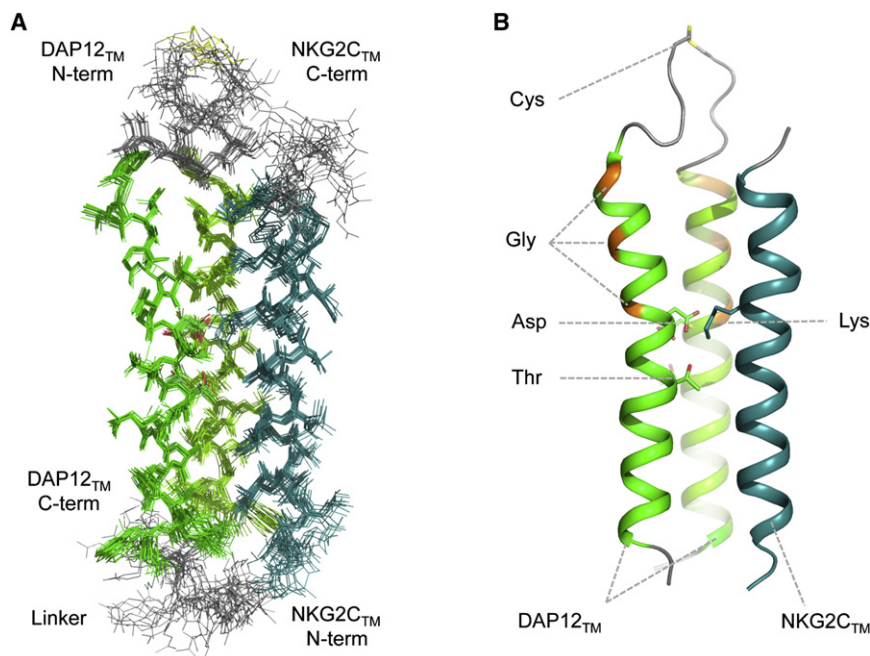 A
DAP12TM
N-term
NKG2CTM
C-term
DAP12TM
C-term
Linker
NKG2CTM
N-term
B
Cys
Gly
Asp
Lys
Thr
DAP12TM
NKG2CTM